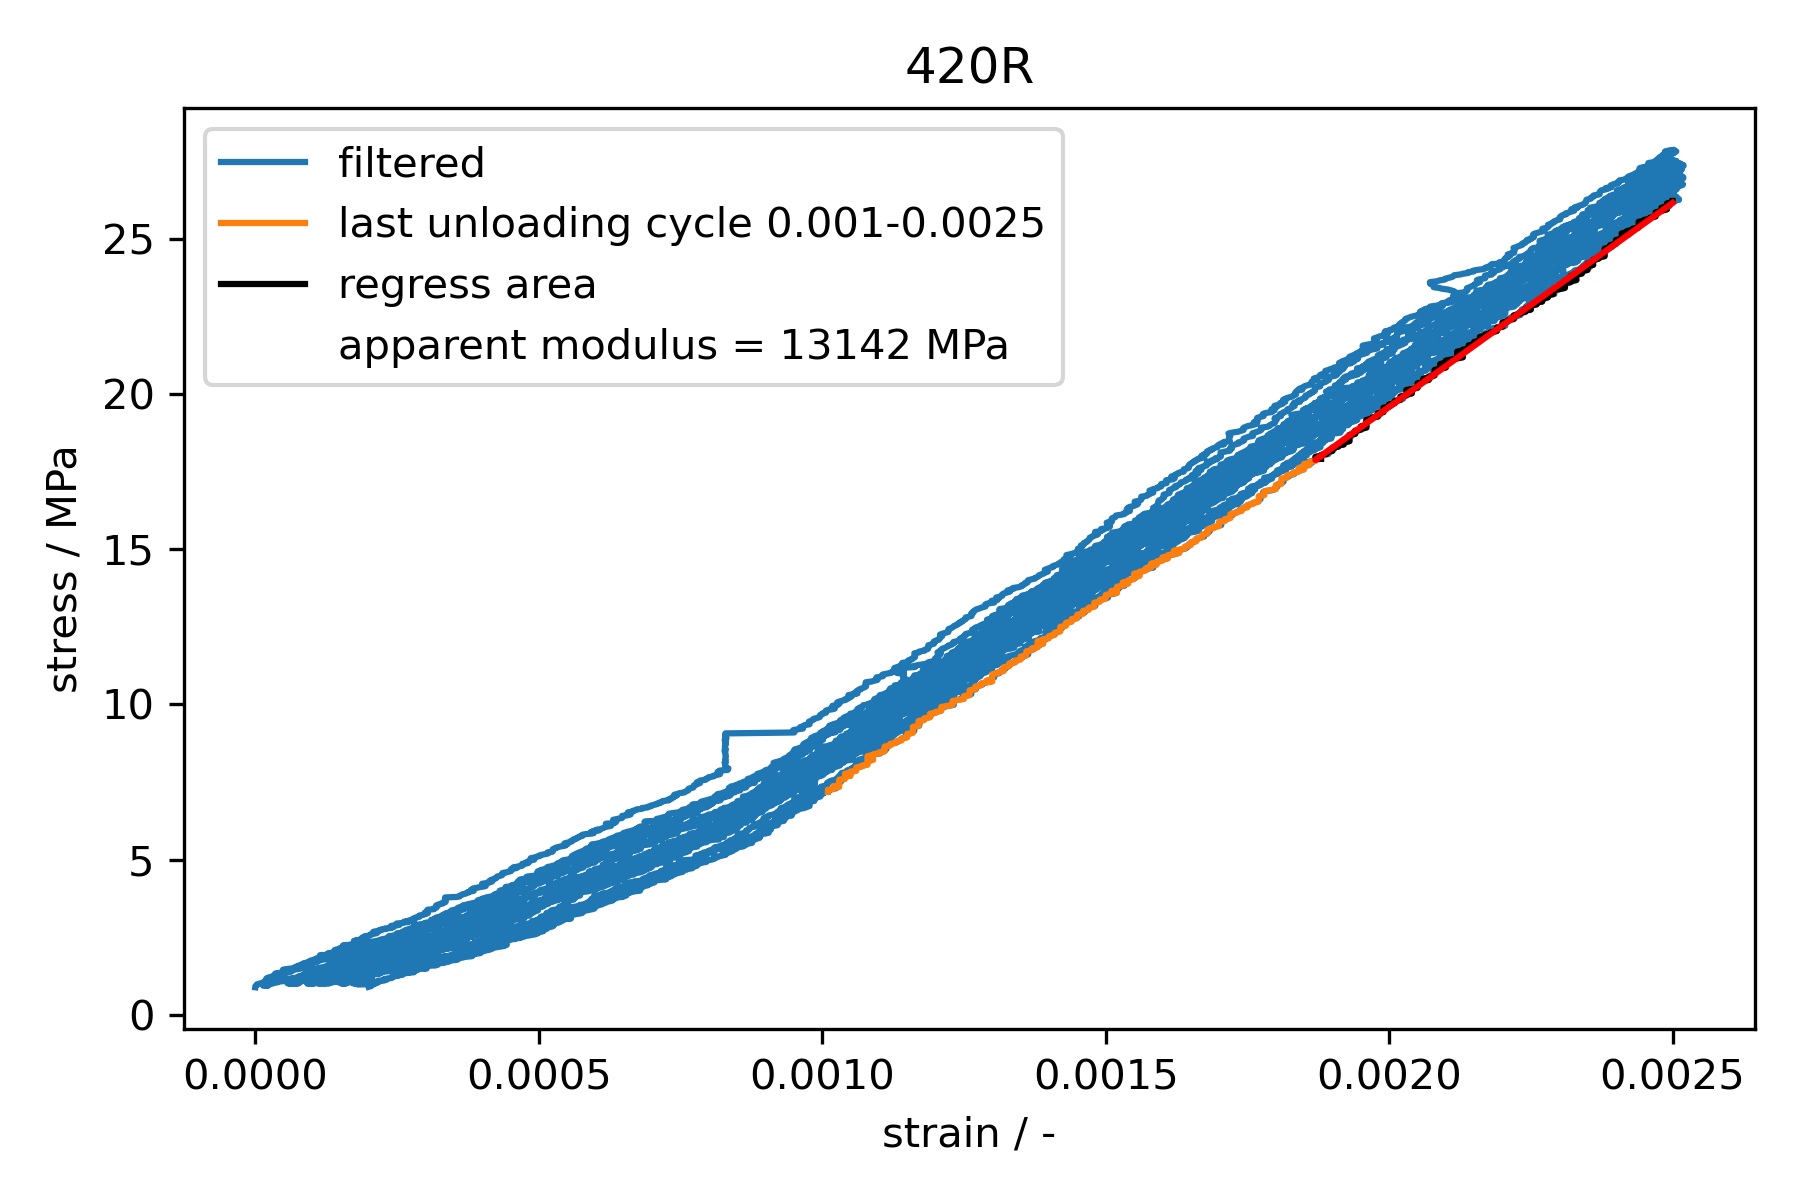 420R
filtered
last unloading cycle 0.001-0.0025
regress area
apparent modulus = 13142 MPa
stress / MPa
25
20
15
10
5
0
0.0000 0.0005 0.0010 0.0015 0.0020 0.0025
strain / -